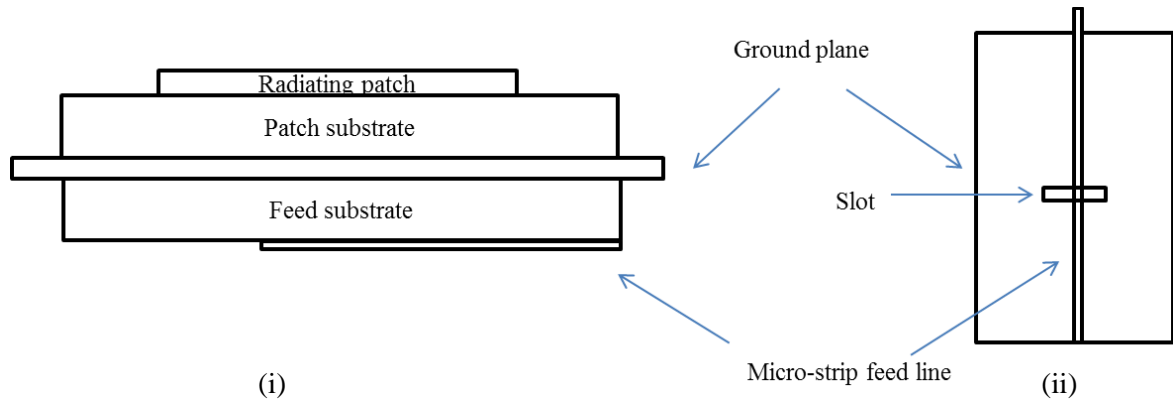 Radiating patch
Patch substrate
Feed substrate
Ground plane
Slot
Micro-strip feed line
(i)
(ii)